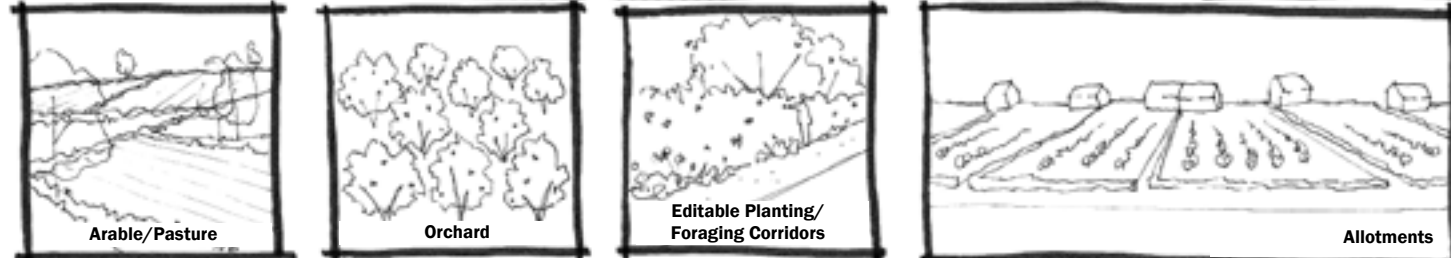 Arable/Pasture
Orchard
Editable Planting/
Foraging Corridors
Allotments